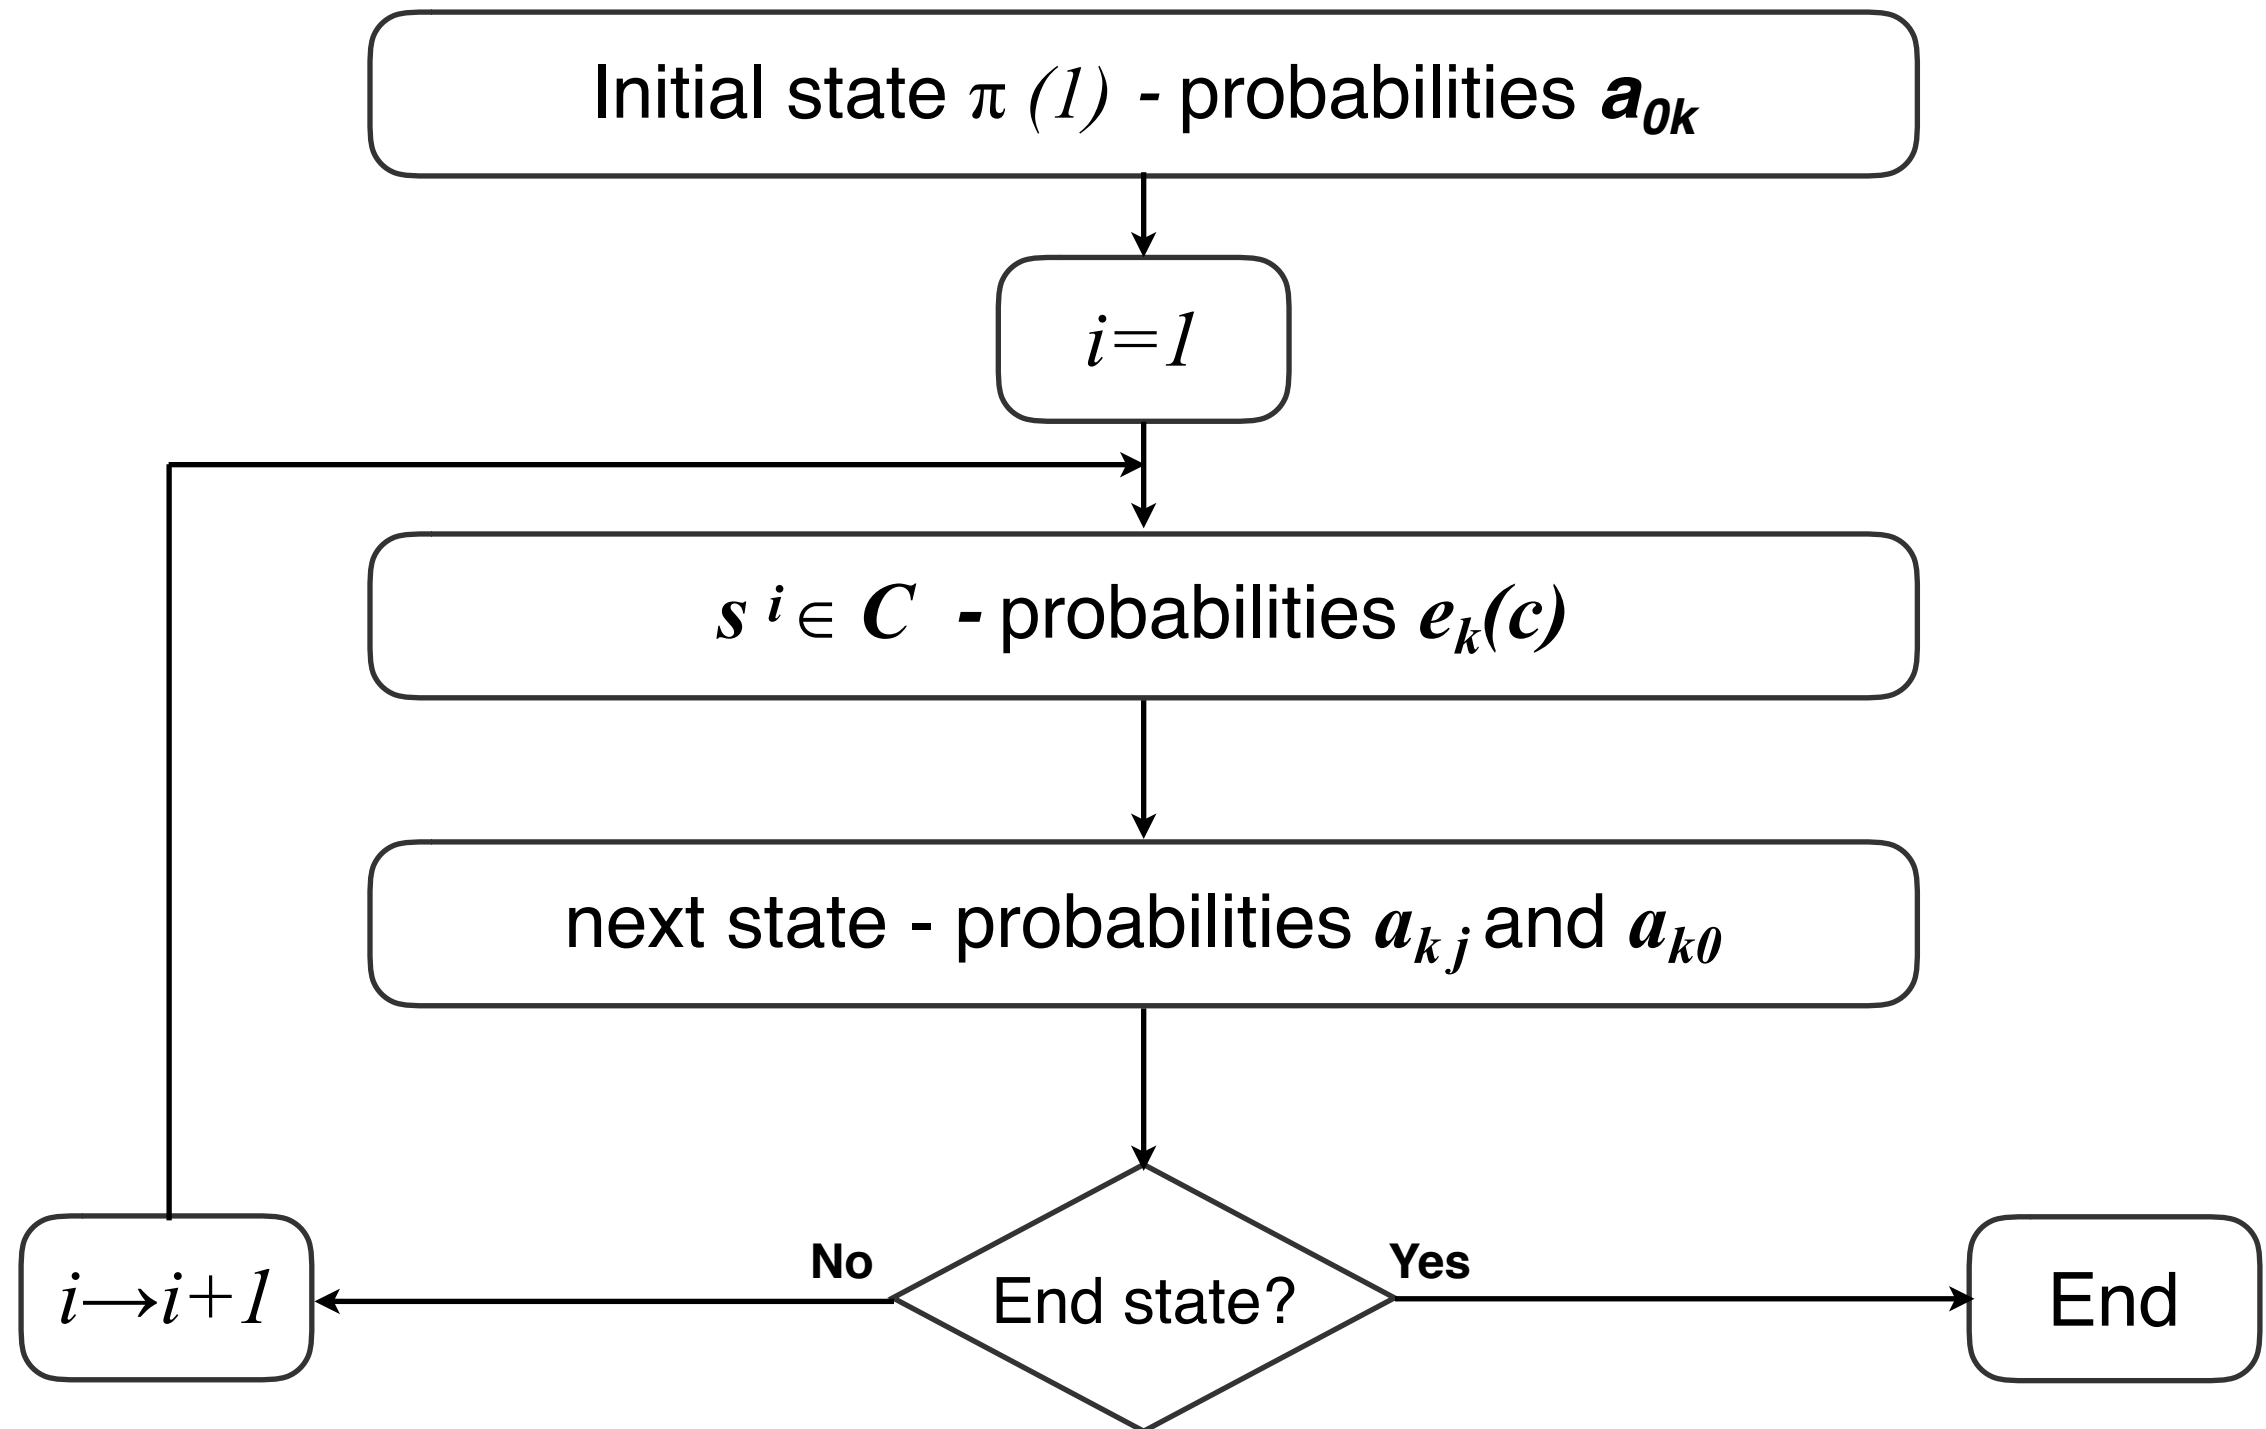 Initial state π (1) - probabilities a₀ₖ
i=1
s ⁱ ∈ C - probabilities eₖ(c)
next state - probabilities aₖ ⱼ and aₖ₀
No
Yes
i→i+1
End state?
End